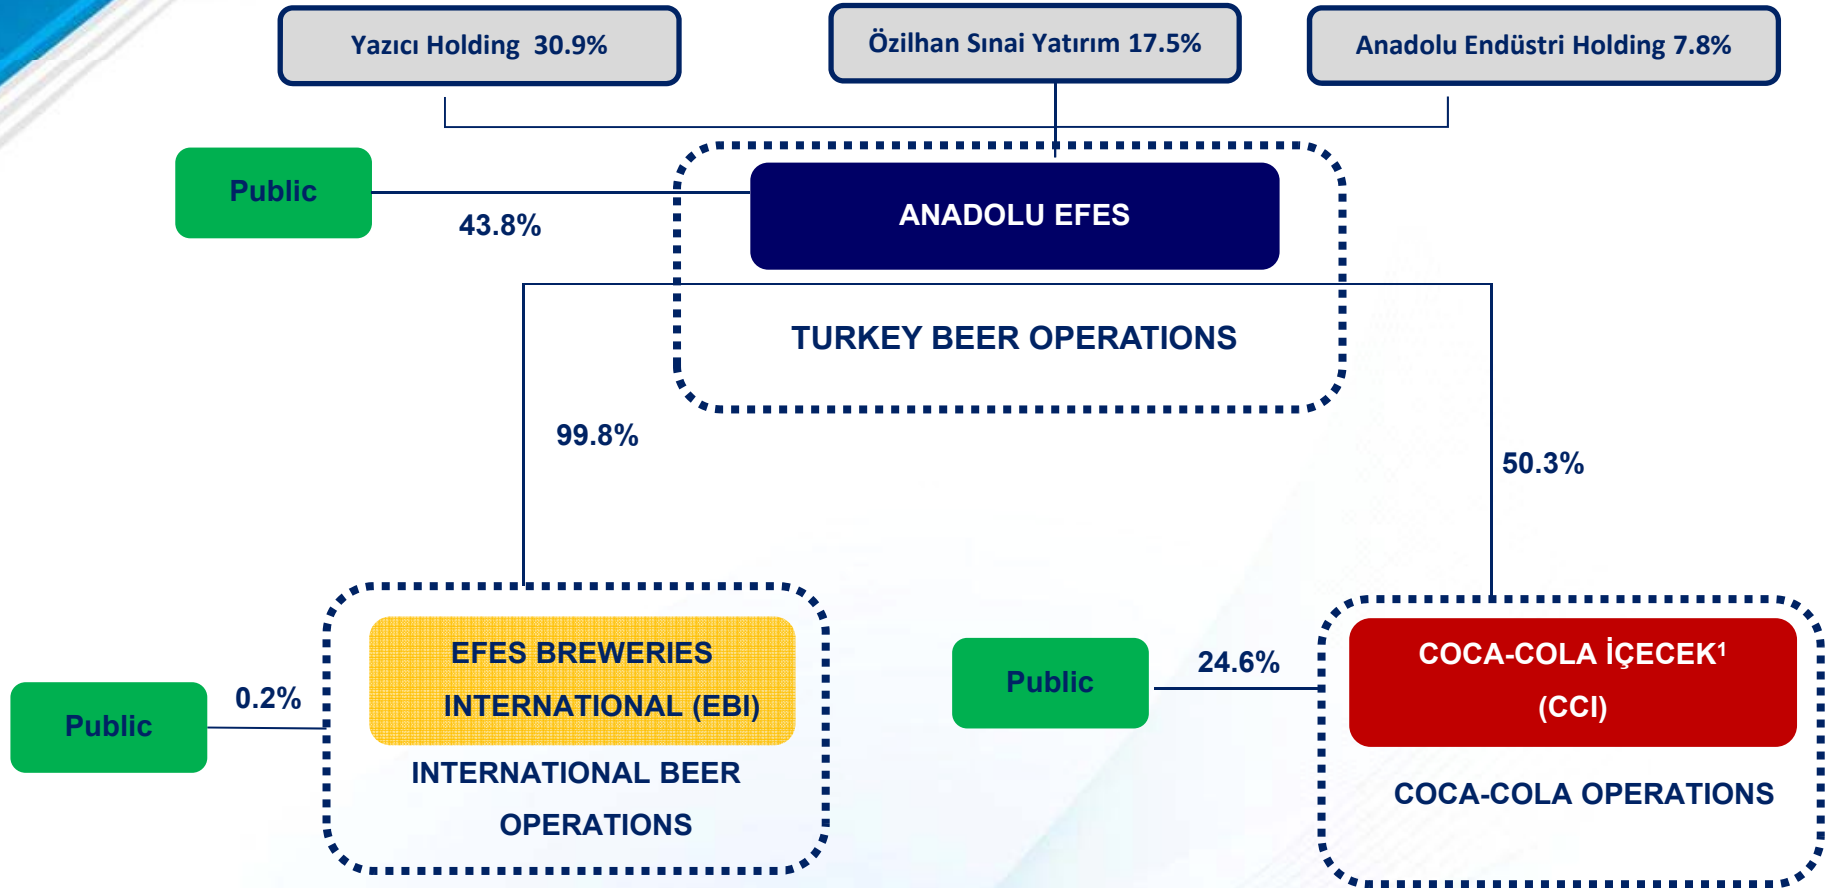 Yazıcı Holding 30.9%
Özilhan Sınai Yatırım 17.5%
Anadolu Endüstri Holding 7.8%
Public
43.8%
ANADOLU EFES
TURKEY BEER OPERATIONS
99.8%
50.3%
Public
0.2%
EFES BREWERIES
INTERNATIONAL (EBI)
INTERNATIONAL BEER
OPERATIONS
Public
24.6%
COCA-COLA İÇECEK¹
(CCI)
COCA-COLA OPERATIONS